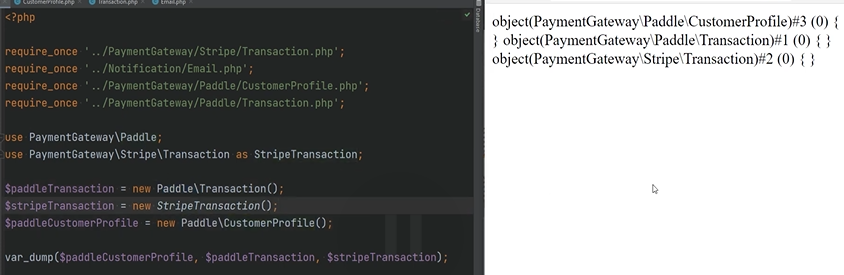 CustomerProfile.php × Transaction.php × Email.php ×
<?php
require_once '../PaymentGateway/Stripe/Transaction.php';
require_once '../Notification/Email.php';
require_once '../PaymentGateway/Paddle/CustomerProfile.php';
require_once '../PaymentGateway/Paddle/Transaction.php';
use PaymentGateway\Paddle;
use PaymentGateway\Stripe\Transaction as StripeTransaction;
$paddleTransaction = new Paddle\Transaction();
$stripeTransaction = new StripeTransaction();
$paddleCustomerProfile = new Paddle\CustomerProfile();
var_dump($paddleCustomerProfile, $paddleTransaction, $stripeTransaction);
Database
object(PaymentGateway\Paddle\CustomerProfile)#3 (0) {
} object(PaymentGateway\Paddle\Transaction)#1 (0) { }
object(PaymentGateway\Stripe\Transaction)#2 (0) { }